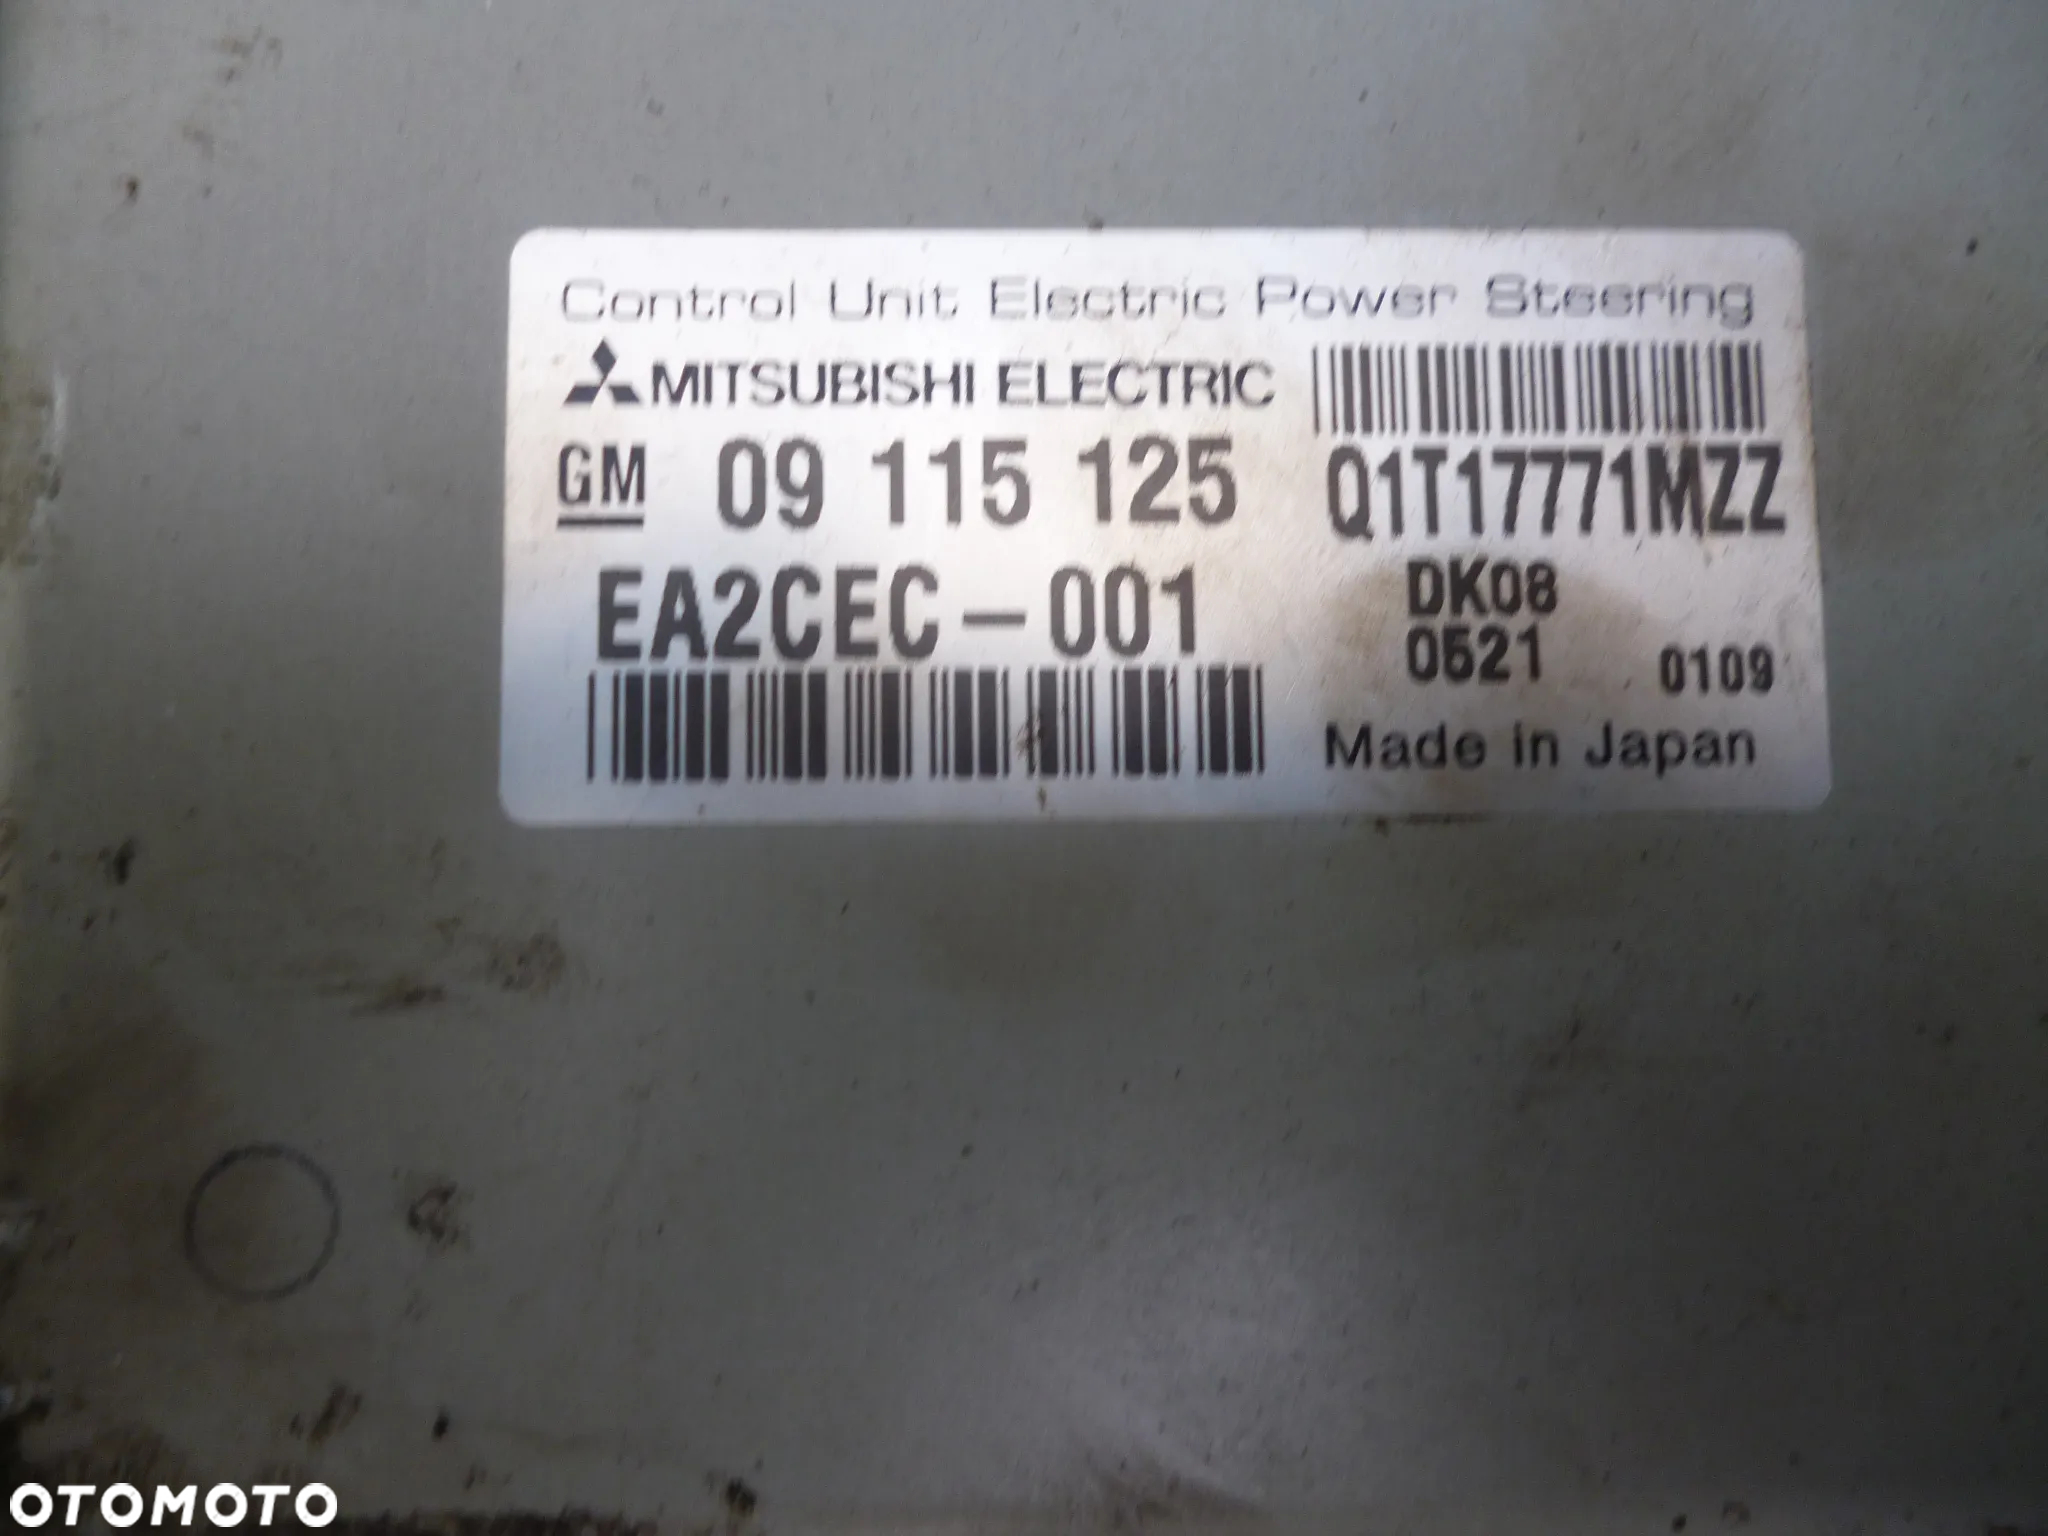 Control Unit Electric Power Steering
MITSUBISHI ELECTRIC
GM 09 115 125
Q1T17771MZZ
EA2CEC-001
DK08
0521
0109
Made in Japan
OTOMOTO